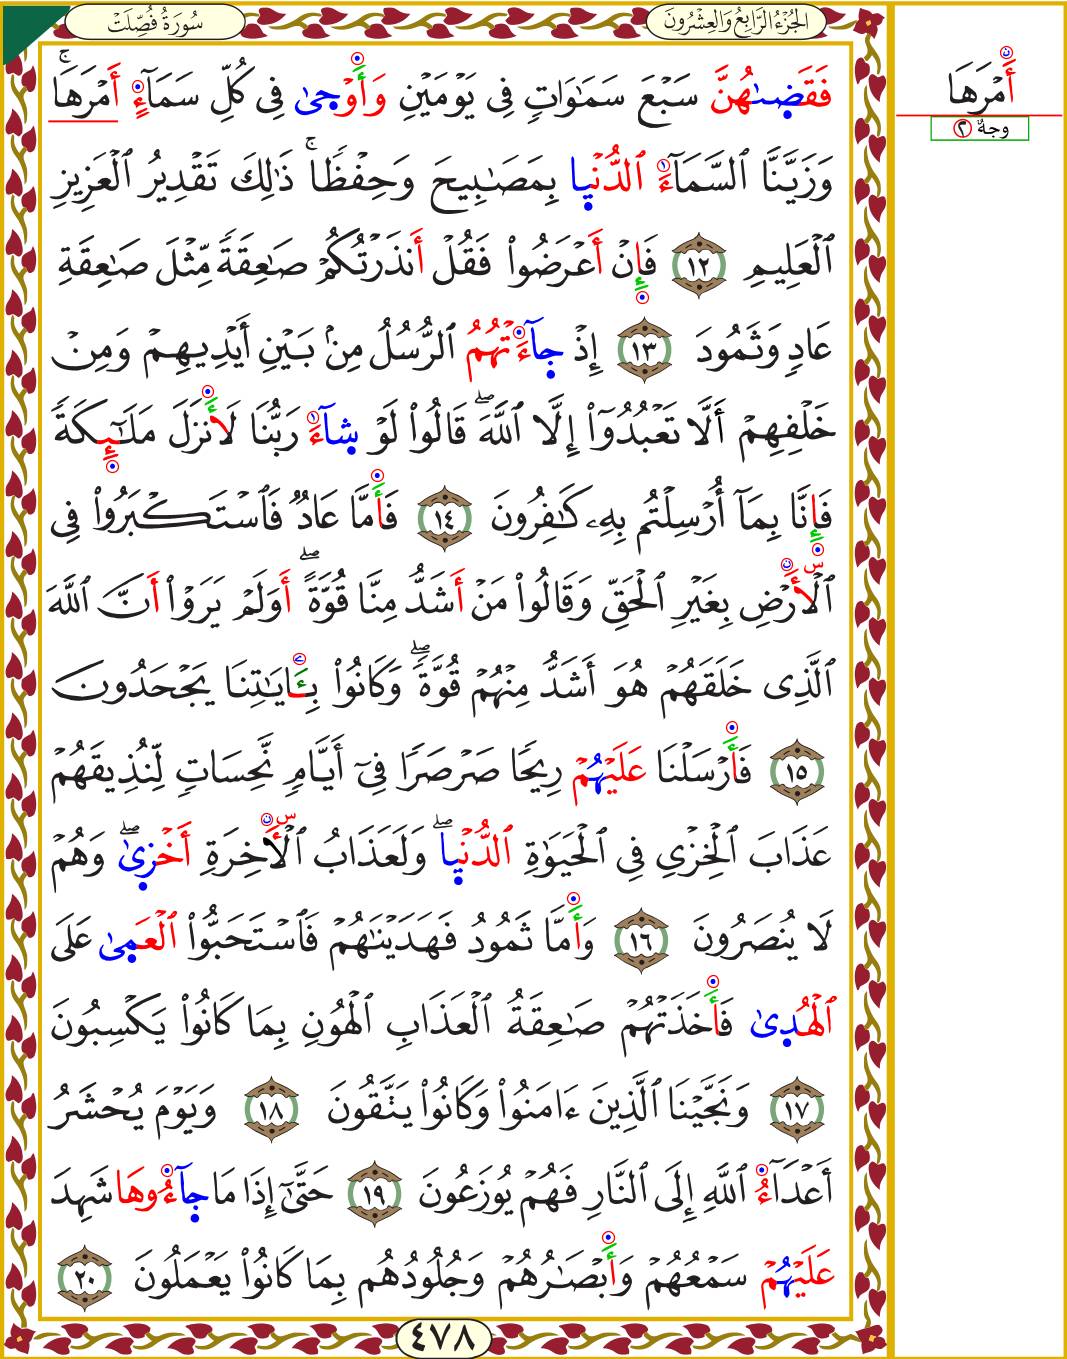 الجُزْءُ الرَّابِعُ وَالعِشْرُونَ
سُورَةُ فُصِّلَتْ
فَقَضَىٰهُنَّ سَبْعَ سَمَٰوَاتٍ فِى يَوْمَيْنِ وَأَوْحَىٰ فِى كُلِّ سَمَآءٍ أَمْرَهَاۚ
وَزَيَّنَّا ٱلسَّمَآءَ ٱلدُّنْيَا بِمَصَٰبِيحَ وَحِفْظًاۚ ذَٰلِكَ تَقْدِيرُ ٱلْعَزِيزِ
ٱلْعَلِيمِ ١٢ فَإِنْ أَعْرَضُوا۟ فَقُلْ أَنذَرْتُكُمْ صَٰعِقَةً مِّثْلَ صَٰعِقَةِ
عَادٍ وَثَمُودَ ١٣ إِذْ جَآءَتْهُمُ ٱلرُّسُلُ مِنۢ بَيْنِ أَيْدِيهِمْ وَمِنْ
خَلْفِهِمْ أَلَّا تَعْبُدُوٓا۟ إِلَّا ٱللَّهَۖ قَالُوا۟ لَوْ شَآءَ رَبُّنَا لَأَنزَلَ مَلَٰٓئِكَةً
فَإِنَّا بِمَآ أُرْسِلْتُم بِهِۦ كَٰفِرُونَ ١٤ فَأَمَّا عَادٌ فَٱسْتَكْبَرُوا۟ فِى
ٱلْأَرْضِ بِغَيْرِ ٱلْحَقِّ وَقَالُوا۟ مَنْ أَشَدُّ مِنَّا قُوَّةًۖ أَوَلَمْ يَرَوْا۟ أَنَّ ٱللَّهَ
ٱلَّذِى خَلَقَهُمْ هُوَ أَشَدُّ مِنْهُمْ قُوَّةًۖ وَكَانُوا۟ بِـَٔايَٰتِنَا يَجْحَدُونَ
١٥ فَأَرْسَلْنَا عَلَيْهُمْ رِيحًا صَرْصَرًا فِىٓ أَيَّامٍ نَّحِسَاتٍ لِّنُذِيقَهُمْ
عَذَابَ ٱلْخِزْىِ فِى ٱلْحَيَوٰةِ ٱلدُّنْيَاۖ وَلَعَذَابُ ٱلْأَخِرَةِ أَخْزَىٰۖ وَهُمْ
لَا يُنصَرُونَ ١٦ وَأَمَّا ثَمُودُ فَهَدَيْنَٰهُمْ فَٱسْتَحَبُّوا۟ ٱلْعَمَىٰ عَلَى
ٱلْهُدَىٰ فَأَخَذَتْهُمْ صَٰعِقَةُ ٱلْعَذَابِ ٱلْهُونِ بِمَا كَانُوا۟ يَكْسِبُونَ
١٧ وَنَجَّيْنَا ٱلَّذِينَ ءَامَنُوا۟ وَكَانُوا۟ يَتَّقُونَ ١٨ وَيَوْمَ يُحْشَرُ
أَعْدَآءُ ٱللَّهِ إِلَى ٱلنَّارِ فَهُمْ يُوزَعُونَ ١٩ حَتَّىٰٓ إِذَا مَا جَآءُوهَا شَهِدَ
عَلَيْهُمْ سَمْعُهُمْ وَأَبْصَٰرُهُمْ وَجُلُودُهُم بِمَا كَانُوا۟ يَعْمَلُونَ ٢٠
٤٧٨
أَمْرَهَا
وجهٌ ٢